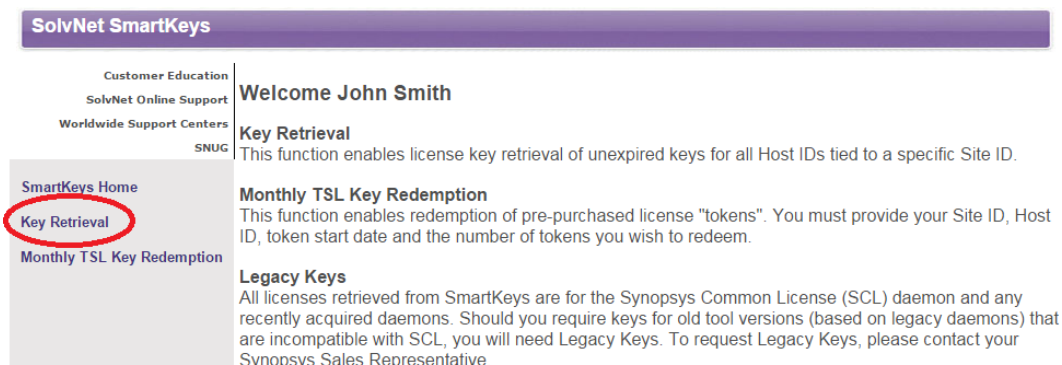 SolvNet SmartKeys
Customer Education
SolvNet Online Support
Worldwide Support Centers
SNUG
SmartKeys Home
Key Retrieval
Monthly TSL Key Redemption
Welcome John Smith
Key Retrieval
This function enables license key retrieval of unexpired keys for all Host IDs tied to a specific Site ID.
Monthly TSL Key Redemption
This function enables redemption of pre-purchased license "tokens". You must provide your Site ID, Host
ID, token start date and the number of tokens you wish to redeem.
Legacy Keys
All licenses retrieved from SmartKeys are for the Synopsys Common License (SCL) daemon and any
recently acquired daemons. Should you require keys for old tool versions (based on legacy daemons) that
are incompatible with SCL, you will need Legacy Keys. To request Legacy Keys, please contact your
Synopsys Sales Representative